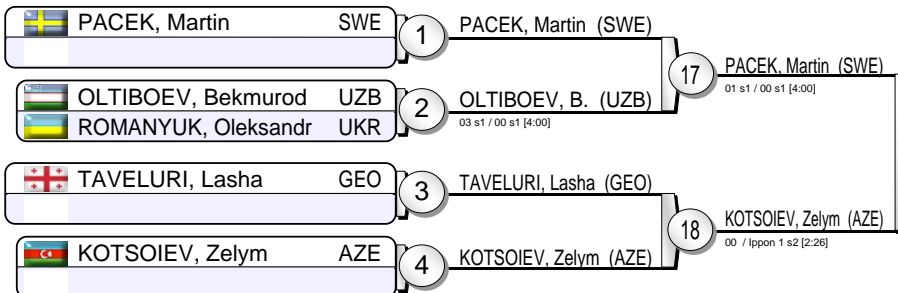 PACEK, Martin SWE
1
PACEK, Martin (SWE)
OLTIBOEV, Bekmurod UZB
ROMANYUK, Oleksandr UKR
2
OLTIBOEV, B. (UZB)
03 s1 / 00 s1 [4:00]
17
PACEK, Martin (SWE)
01 s1 / 00 s1 [4:00]
TAVELURI, Lasha GEO
3
TAVELURI, Lasha (GEO)
KOTSOIEV, Zelym AZE
4
KOTSOIEV, Zelym (AZE)
18
KOTSOIEV, Zelym (AZE)
00 / Ippon 1 s2 [2:26]